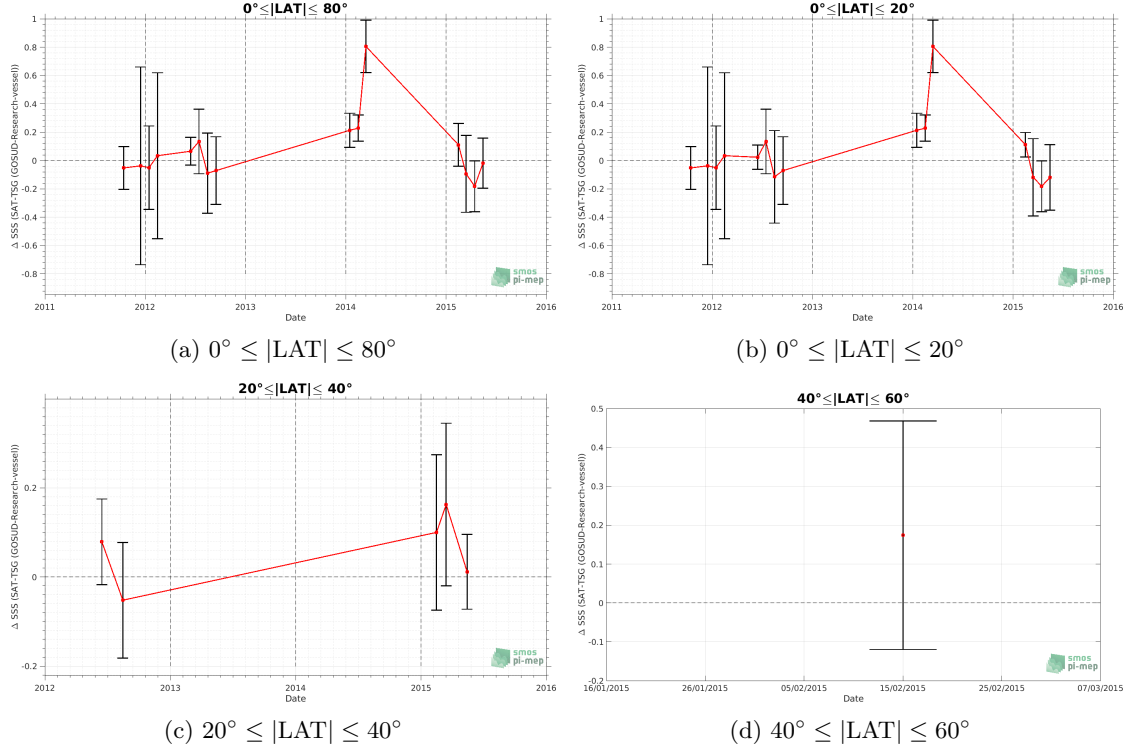 0°≤|LAT|≤ 80°
Δ SSS (SAT-TSG (GOSUD-Research-vessel))
1
0.8
0.6
0.4
0.2
0
-0.2
-0.4
-0.6
-0.8
2011 2012 2013 2014 2015 2016
Date
smos
pi-mep
(a) 0° ≤ |LAT| ≤ 80°
0°≤|LAT|≤ 20°
Δ SSS (SAT-TSG (GOSUD-Research-vessel))
1
0.8
0.6
0.4
0.2
0
-0.2
-0.4
-0.6
-0.8
2011 2012 2013 2014 2015 2016
Date
smos
pi-mep
(b) 0° ≤ |LAT| ≤ 20°
20°≤|LAT|≤ 40°
Δ SSS (SAT-TSG (GOSUD-Research-vessel))
0.2
0
-0.2
2012 2013 2014 2015 2016
Date
smos
pi-mep
(c) 20° ≤ |LAT| ≤ 40°
40°≤|LAT|≤ 60°
Δ SSS (SAT-TSG (GOSUD-Research-vessel))
0.5
0.4
0.3
0.2
0.1
0
-0.1
-0.2
16/01/2015 26/01/2015 05/02/2015 15/02/2015 25/02/2015 07/03/2015
Date
smos
pi-mep
(d) 40° ≤ |LAT| ≤ 60°